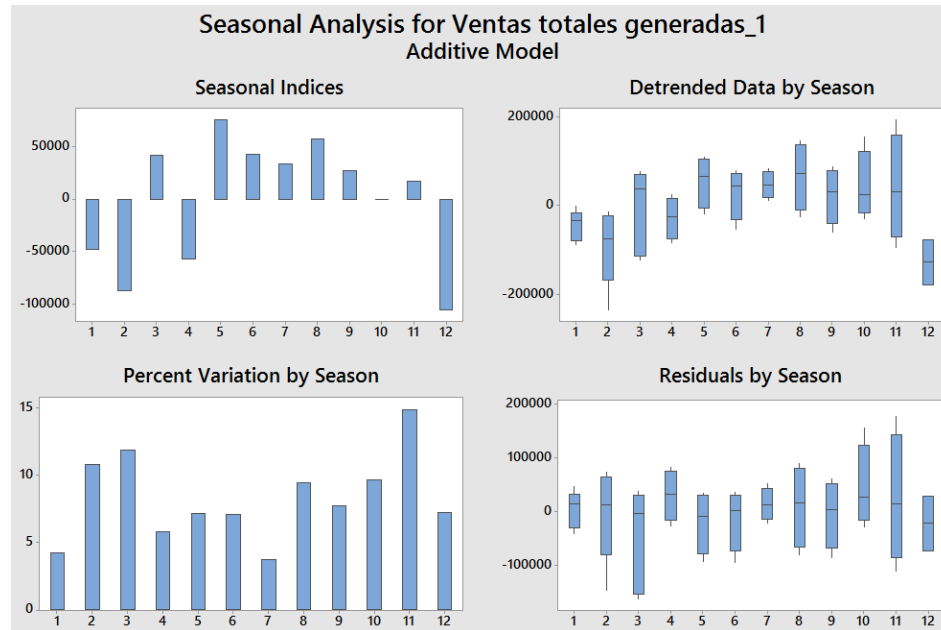 Seasonal Analysis for Ventas totales generadas_1
Additive Model
Seasonal Indices
50000
0
-50000
-100000
1 2 3 4 5 6 7 8 9 10 11 12
Detrended Data by Season
200000
0
-200000
1 2 3 4 5 6 7 8 9 10 11 12
Percent Variation by Season
15
10
5
0
1 2 3 4 5 6 7 8 9 10 11 12
Residuals by Season
200000
100000
0
-100000
1 2 3 4 5 6 7 8 9 10 11 12